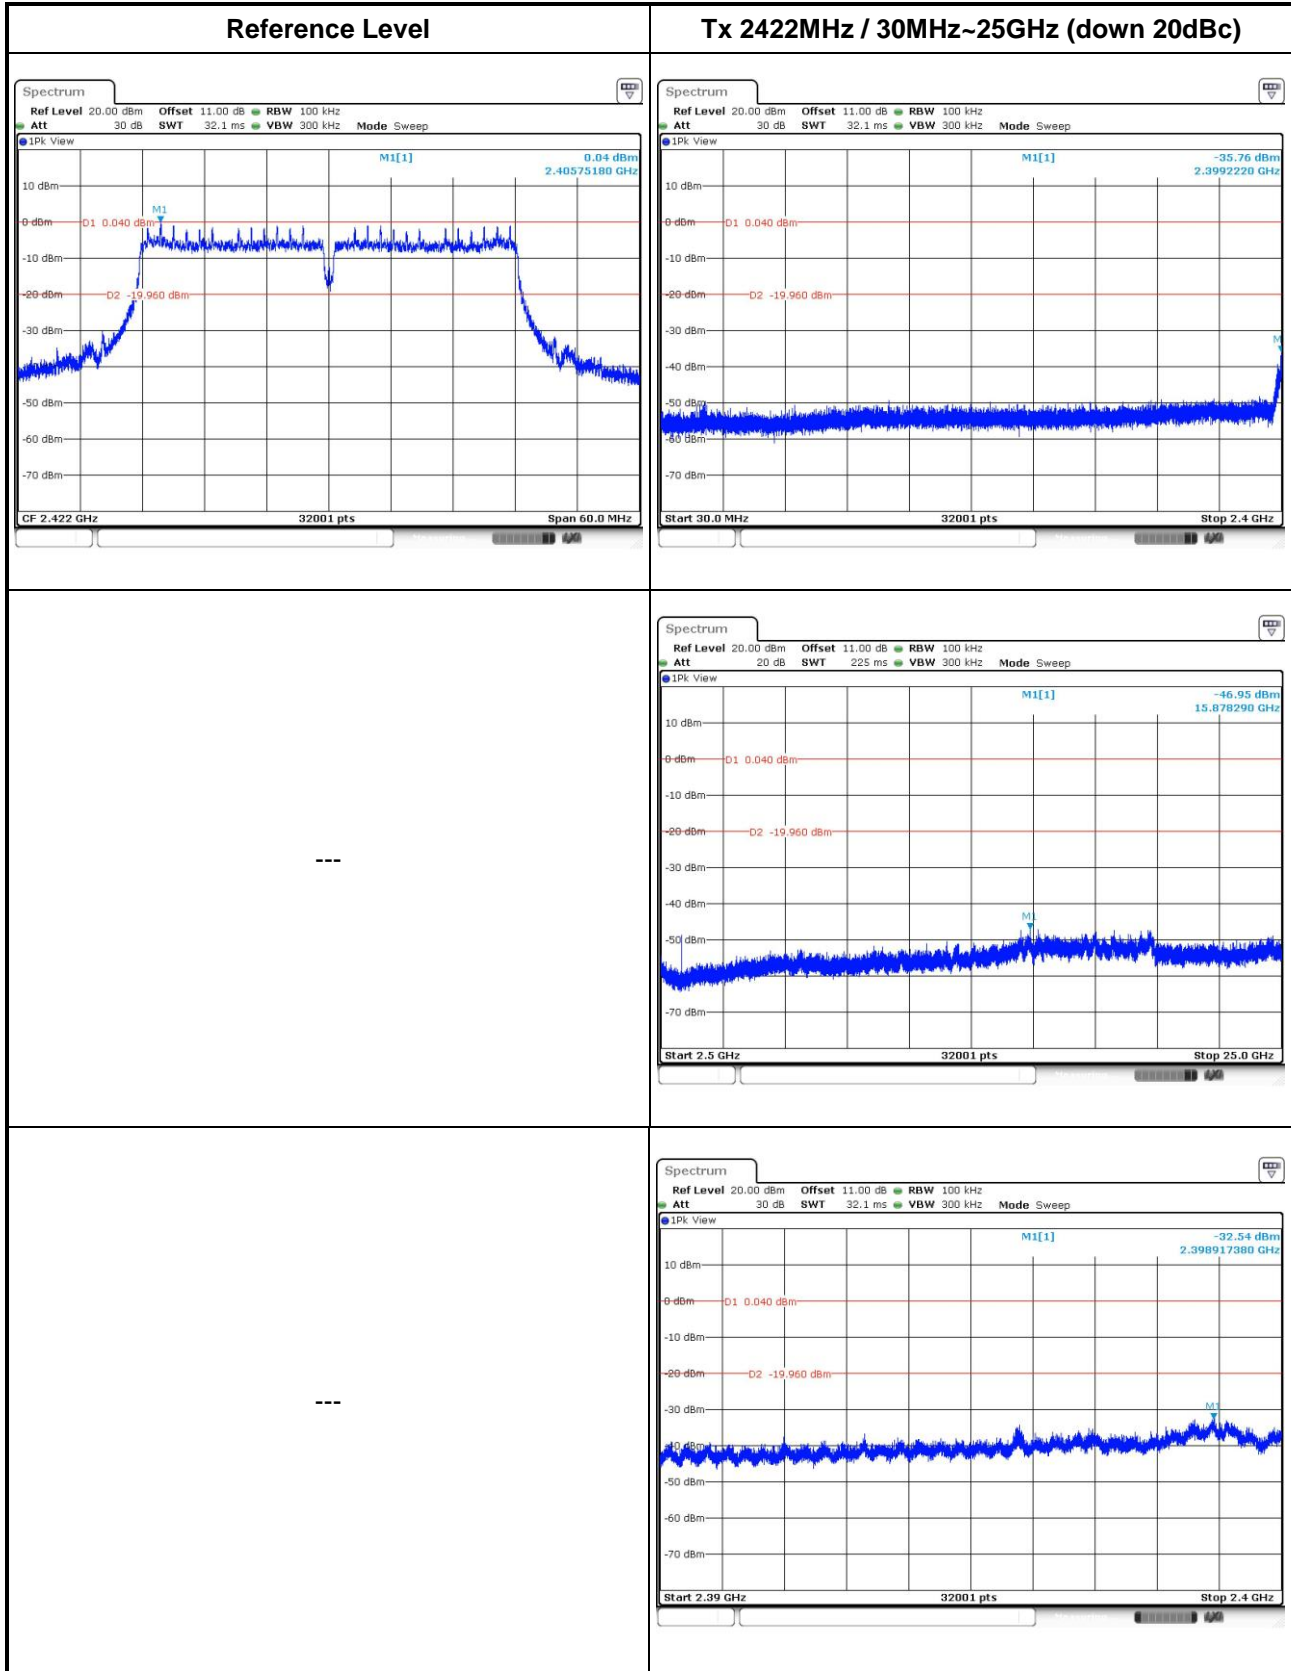 Reference Level
Tx 2422MHz / 30MHz~25GHz (down 20dBc)
Spectrum
Ref Level 20.00 dBm Offset 11.00 dB RBW 100 kHz
Att 30 dB SWT 32.1 ms VBW 300 kHz Mode Sweep
1Pk View
M1[1] 0.04 dBm
2.40575180 GHz
10 dBm
M1
0 dBm D1 0.040 dBm
-10 dBm
-20 dBm D2 -19.960 dBm
-30 dBm
-40 dBm
-50 dBm
-60 dBm
-70 dBm
CF 2.422 GHz 32001 pts Span 60.0 MHz
Spectrum
Ref Level 20.00 dBm Offset 11.00 dB RBW 100 kHz
Att 30 dB SWT 32.1 ms VBW 300 kHz Mode Sweep
1Pk View
M1[1] -35.76 dBm
2.3992220 GHz
10 dBm
0 dBm D1 0.040 dBm
-10 dBm
-20 dBm D2 -19.960 dBm
-30 dBm
M
-40 dBm
-50 dBm
-60 dBm
-70 dBm
Start 30.0 MHz 32001 pts Stop 2.4 GHz
---
Spectrum
Ref Level 20.00 dBm Offset 11.00 dB RBW 100 kHz
Att 20 dB SWT 225 ms VBW 300 kHz Mode Sweep
1Pk View
M1[1] -46.95 dBm
15.878290 GHz
10 dBm
0 dBm D1 0.040 dBm
-10 dBm
-20 dBm D2 -19.960 dBm
-30 dBm
-40 dBm
M1
-50 dBm
-70 dBm
Start 2.5 GHz 32001 pts Stop 25.0 GHz
---
Spectrum
Ref Level 20.00 dBm Offset 11.00 dB RBW 100 kHz
Att 30 dB SWT 32.1 ms VBW 300 kHz Mode Sweep
1Pk View
M1[1] -32.54 dBm
2.398917380 GHz
10 dBm
0 dBm D1 0.040 dBm
-10 dBm
-20 dBm D2 -19.960 dBm
-30 dBm
M1
-40 dBm
-50 dBm
-60 dBm
-70 dBm
Start 2.39 GHz 32001 pts Stop 2.4 GHz